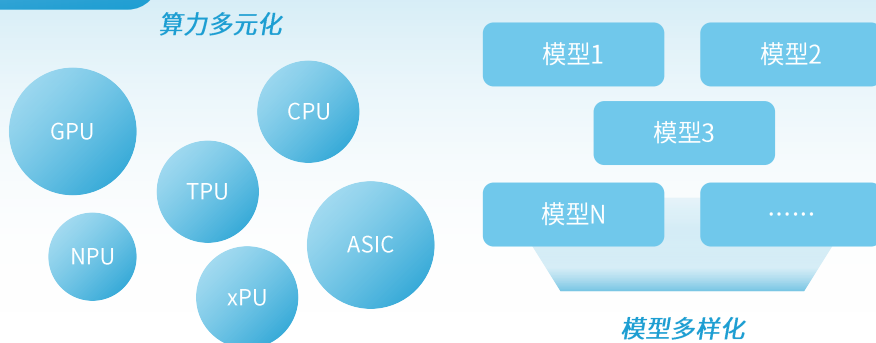 算力多元化
GPU
CPU
TPU
NPU
ASIC
xPU
模型1
模型2
模型3
模型N
……
模型多样化